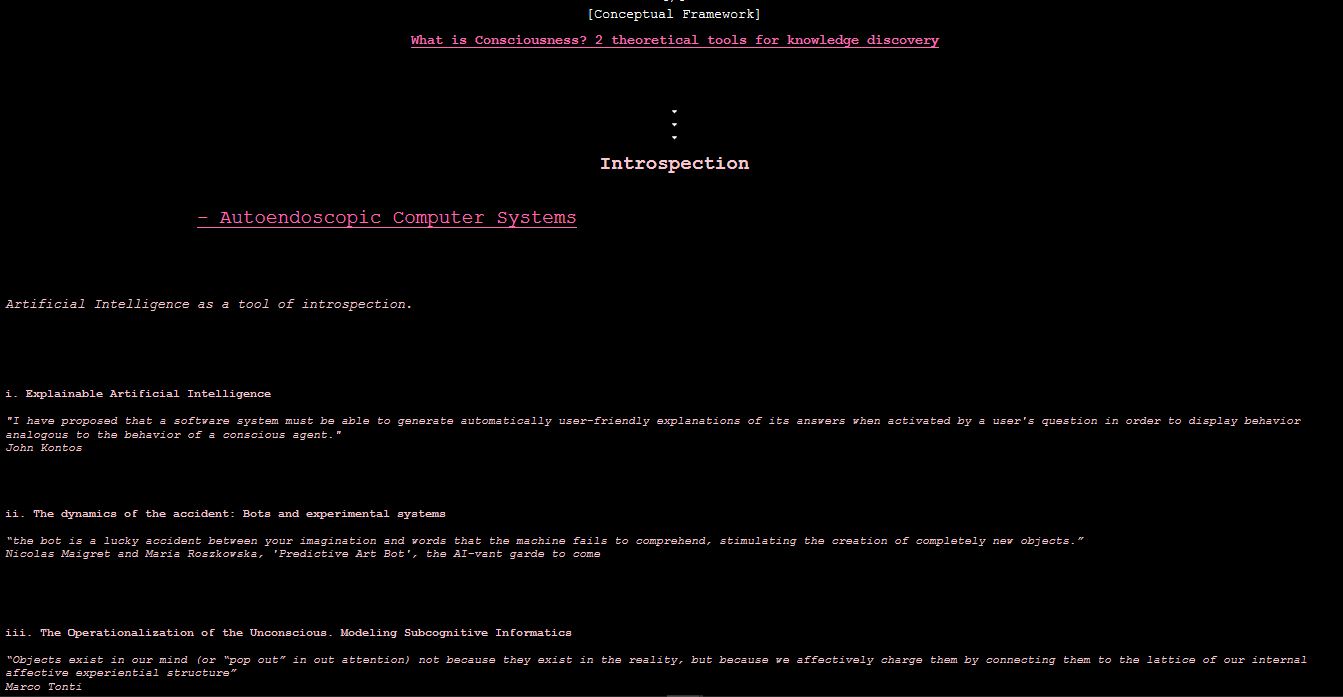 [Conceptual Framework]
What is Consciousness? 2 theoretical tools for knowledge discovery
Introspection
- Autoendoscopic Computer Systems
Artificial Intelligence as a tool of introspection.
i. Explainable Artificial Intelligence
"I have proposed that a software system must be able to generate automatically user-friendly explanations of its answers when activated by a user's question in order to display behavior
analogous to the behavior of a conscious agent."
John Kontos
ii. The dynamics of the accident: Bots and experimental systems
“the bot is a lucky accident between your imagination and words that the machine fails to comprehend, stimulating the creation of completely new objects.”
Nicolas Maigret and Maria Roszkowska, 'Predictive Art Bot', the AI-vant garde to come
iii. The Operationalization of the Unconscious. Modeling Subcognitive Informatics
“Objects exist in our mind (or “pop out” in out attention) not because they exist in the reality, but because we affectively charge them by connecting them to the lattice of our internal
affective experiential structure”
Marco Tonti